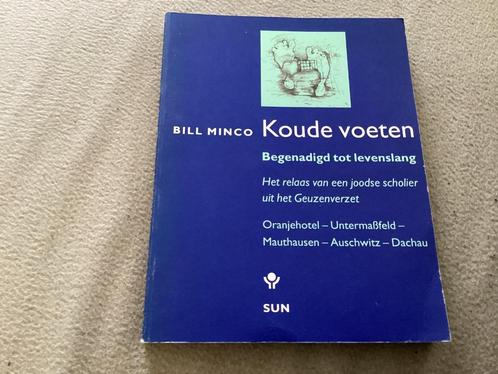 BILL MINCO Koude voeten
Begenadigd tot levenslang
Het relaas van een joodse scholier
uit het Geuzenverzet
Oranjehotel – Untermaßfeld –
Mauthausen – Auschwitz – Dachau
SUN